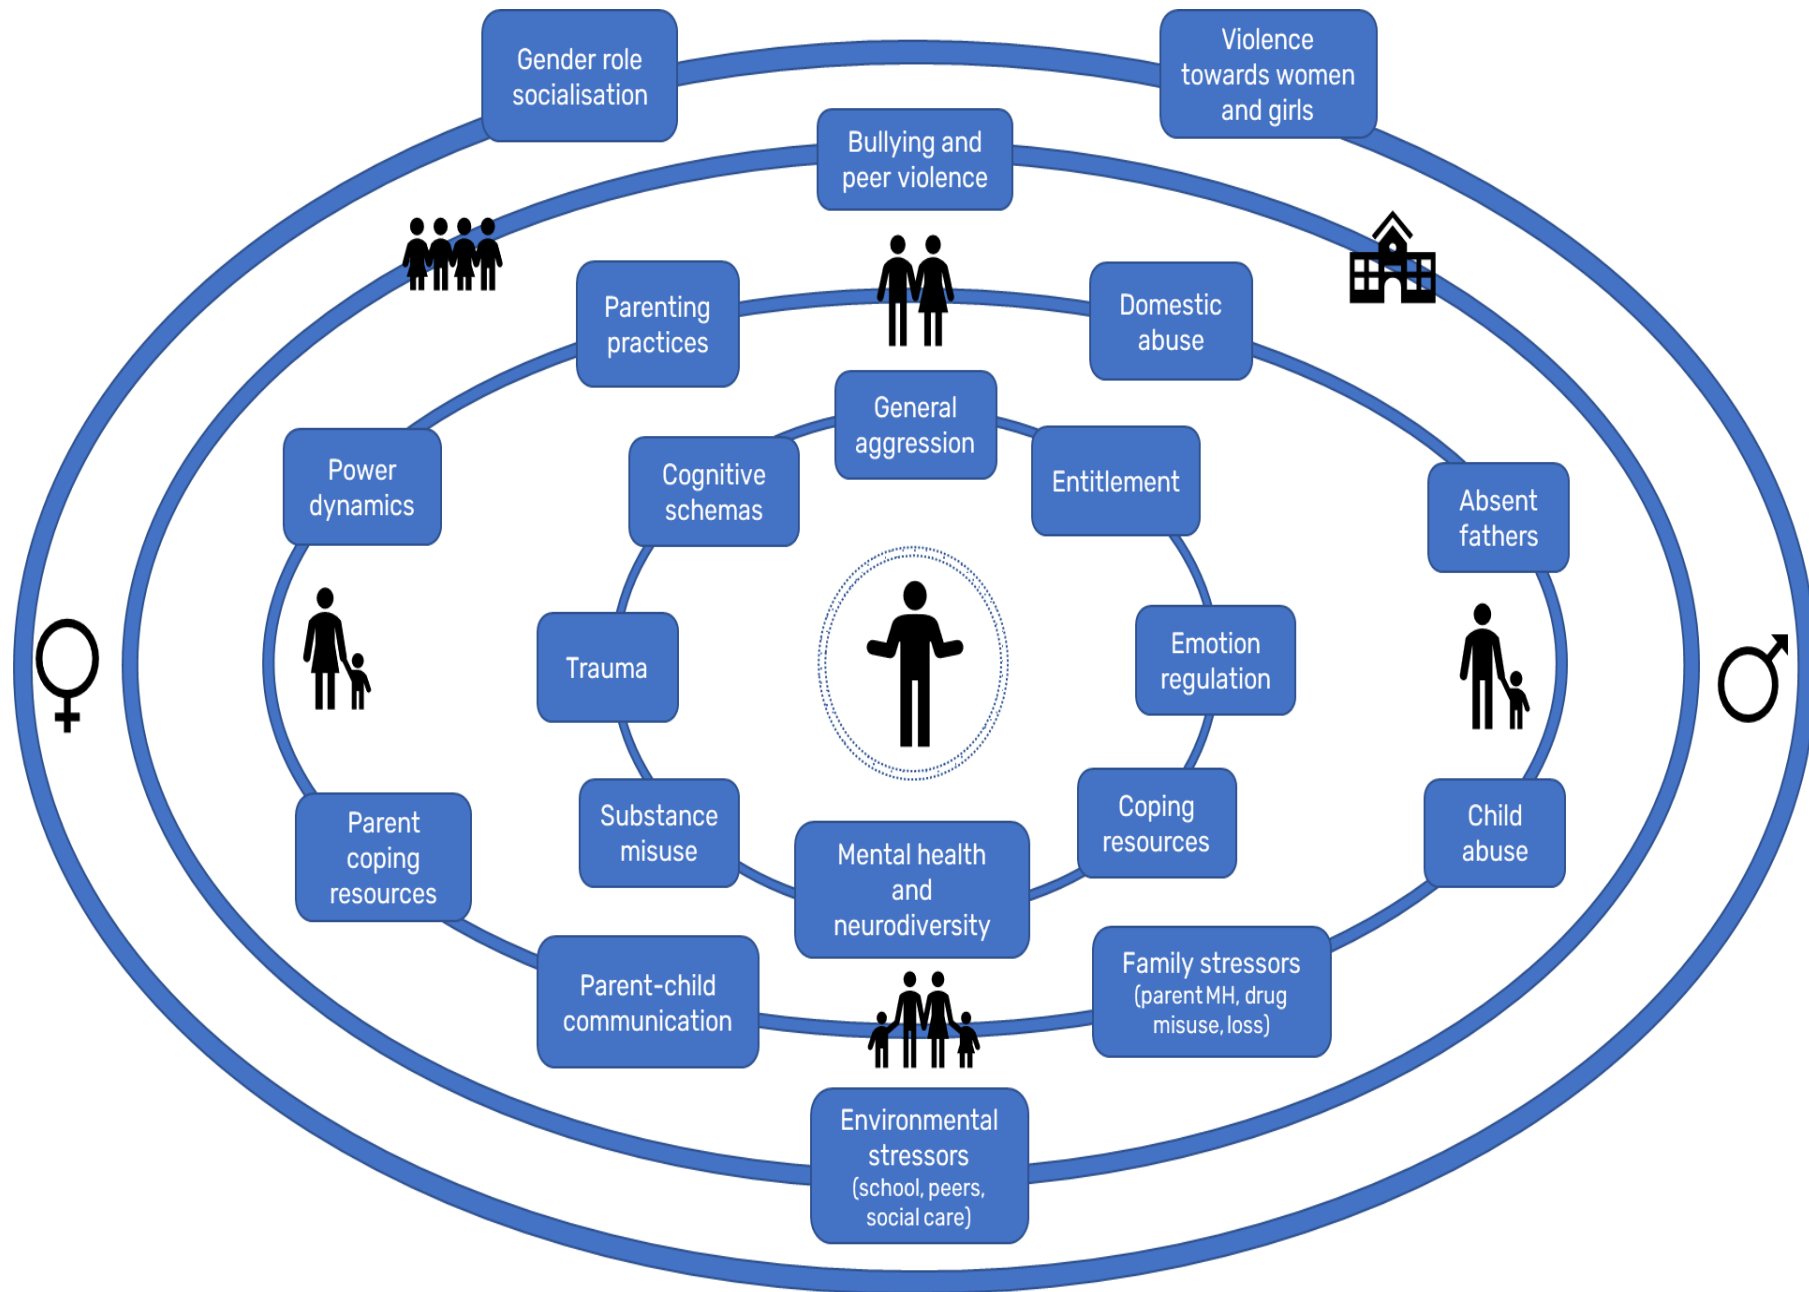 Gender role
socialisation
Violence
towards women
and girls
Bullying and
peer violence
Parenting
practices
Domestic
abuse
General
aggression
Power
dynamics
Cognitive
schemas
Entitlement
Absent
fathers
Trauma
Emotion
regulation
Substance
misuse
Coping
resources
Child
abuse
Parent
coping
resources
Mental health
and
neurodiversity
Parent-child
communication
Family stressors
(parent MH, drug
misuse, loss)
Environmental
stressors
(school, peers,
social care)